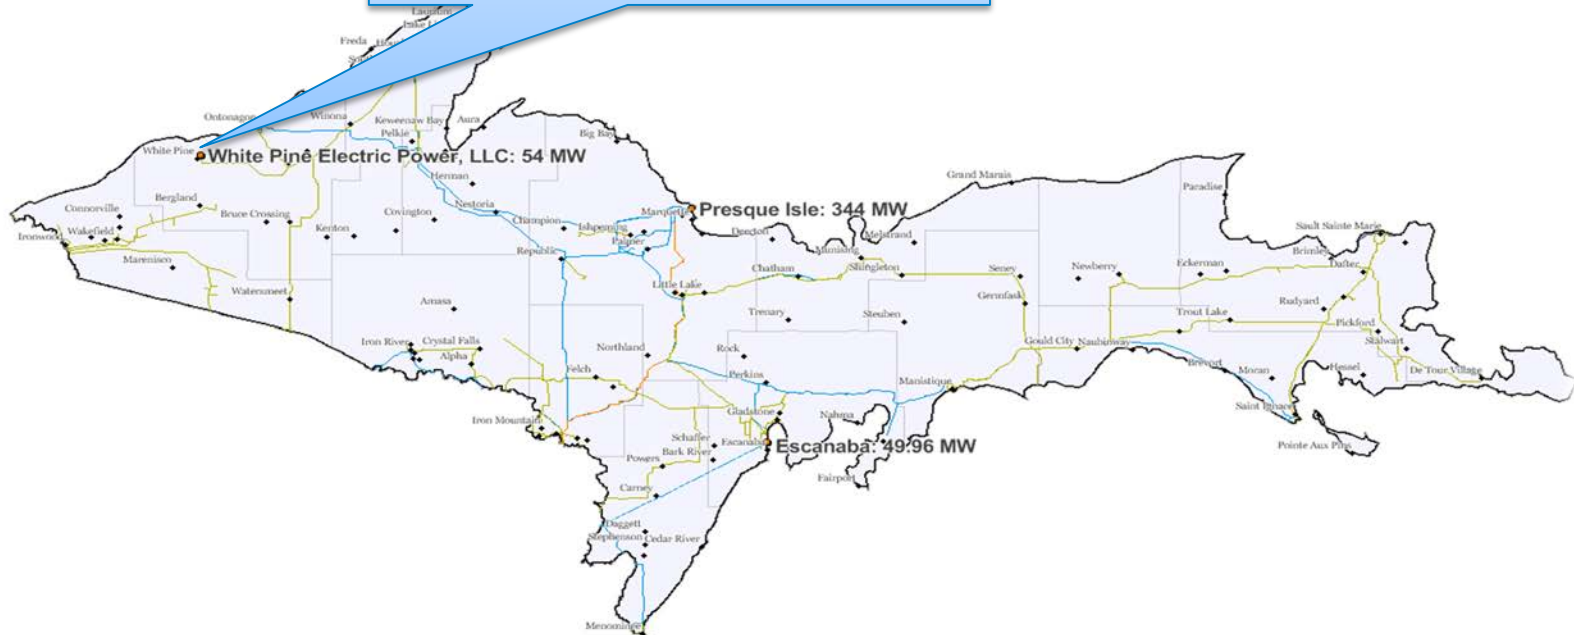 Laurium
Lake L
Freda
Hou
Sout
Ontonagon
Winona
Keweenaw Bay
Aura
Pelkie
Big Bay
White Pine
White Pine Electric Power, LLC: 54 MW
Herman
Grand Marais
Paradise
Bergland
Connorville
Bruce Crossing
Covington
Nestoria
Marquette
Presque Isle: 344 MW
Champion
Ishpeming
Kenton
Wakefield
Ironwood
Palmer
Deerton
Melstrand
Munising
Sault Sainte Marie
Republic
Brimley
Marenisco
Chatham
Shingleton
Seney
Newberry
Eckerman
Dafter
Watersmeet
Little Lake
Amasa
Germfask
Rudyard
Trenary
Steuben
Trout Lake
Pickford
Iron River
Crystal Falls
Alpha
Northland
Rock
Gould City
Naubinway
Stalwart
Felch
Perkins
Manistique
Brevort
Moran
Hessel
De Tour Village
Iron Mountain
Gladstone
Nahma
Saint Ignace
Schaffer
Escanaba
Escanaba: 49.96 MW
Pointe Aux Pins
Bark River
Powers
Fairport
Carney
Daggett
Stephenson
Cedar River
Menominee